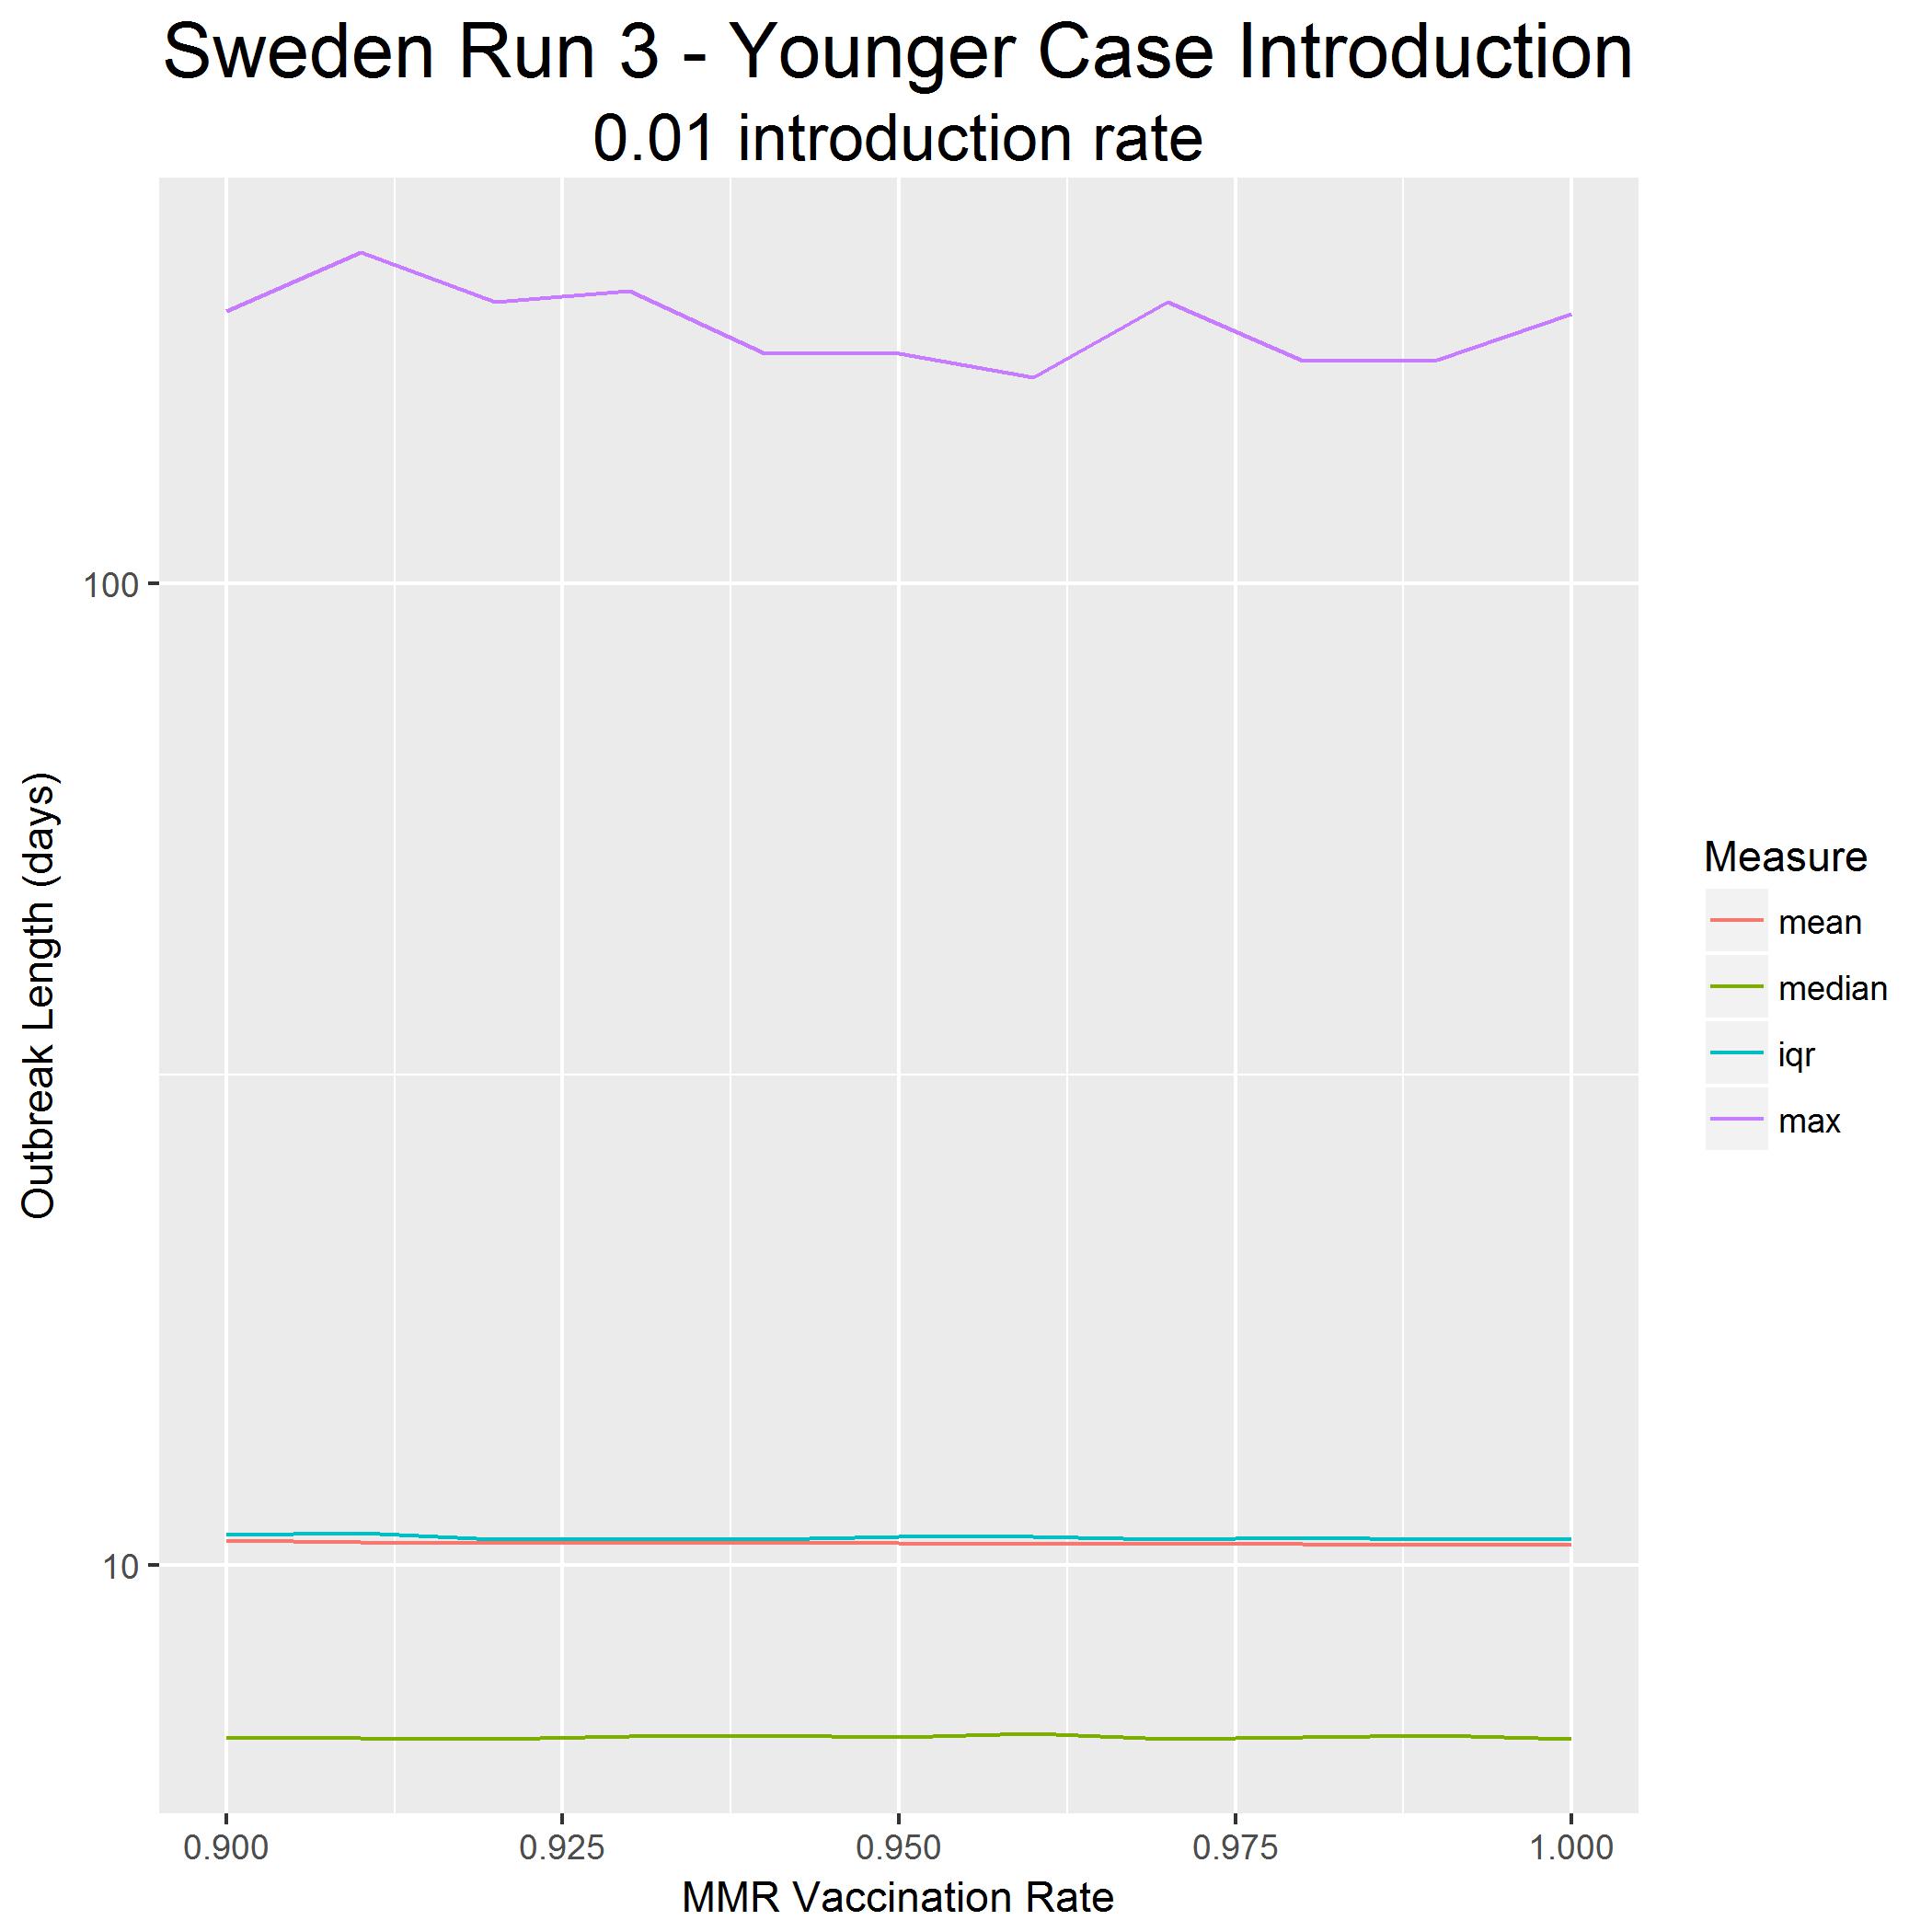 Sweden Run 3 - Younger Case Introduction
0.01 introduction rate
Outbreak Length (days)
100
10
0.900 0.925 0.950 0.975 1.000
MMR Vaccination Rate
Measure
mean
median
iqr
max